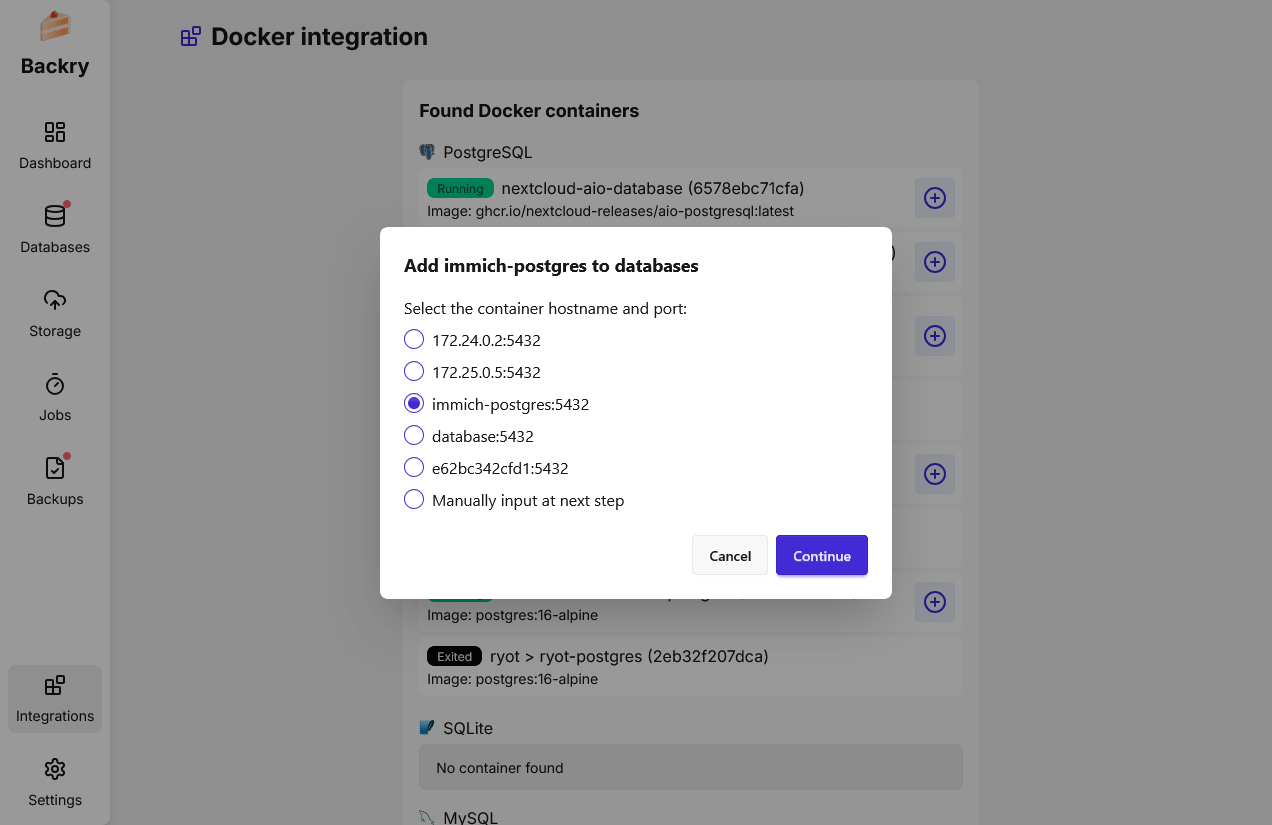 Backry
Dashboard
Databases
Storage
Jobs
Backups
Integrations
Settings
Docker integration
Found Docker containers
PostgreSQL
Running nextcloud-aio-database (6578ebc71cfa)
Image: ghcr.io/nextcloud-releases/aio-postgresql:latest
)
Add immich-postgres to databases
Select the container hostname and port:
172.24.0.2:5432
172.25.0.5:5432
immich-postgres:5432
database:5432
e62bc342cfd1:5432
Manually input at next step
Cancel Continue
Image: postgres:16-alpine
Exited ryot > ryot-postgres (2eb32f207dca)
Image: postgres:16-alpine
SQLite
No container found
MySQL